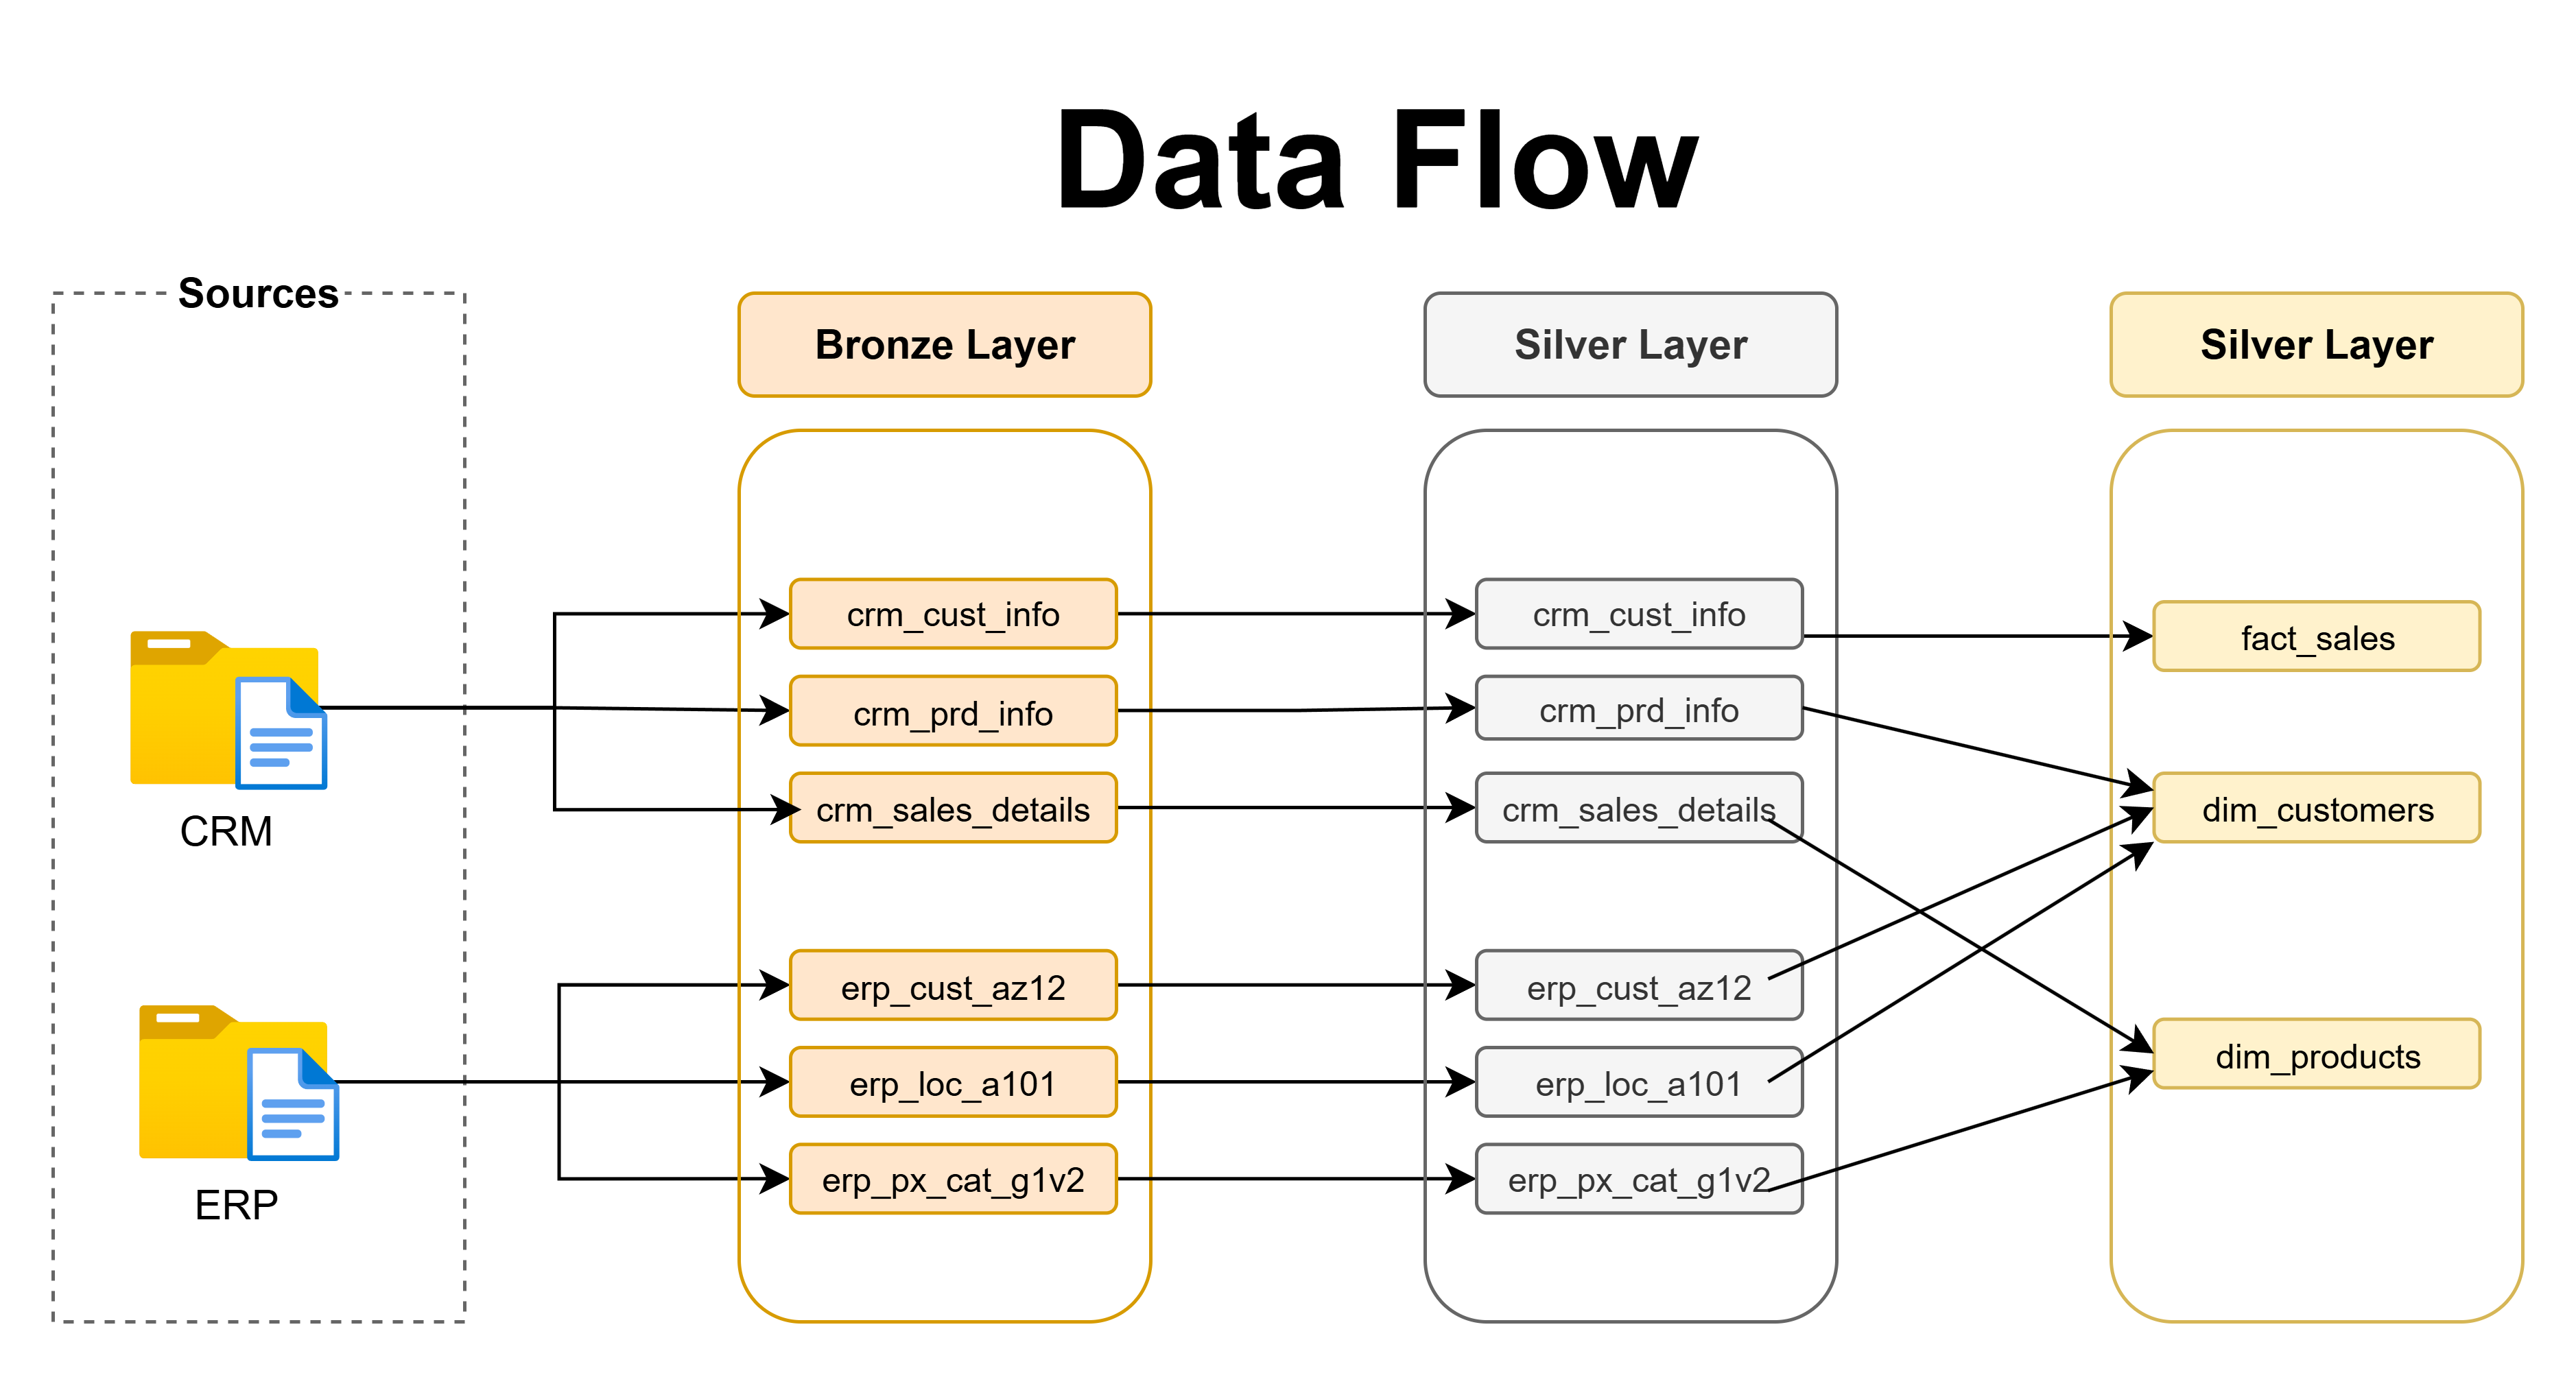 Data Flow
Sources
Bronze Layer
Silver Layer
Silver Layer
CRM
ERP
crm_cust_info
crm_prd_info
crm_sales_details
erp_cust_az12
erp_loc_a101
erp_px_cat_g1v2
crm_cust_info
crm_prd_info
crm_sales_details
erp_cust_az12
erp_loc_a101
erp_px_cat_g1v2
fact_sales
dim_customers
dim_products